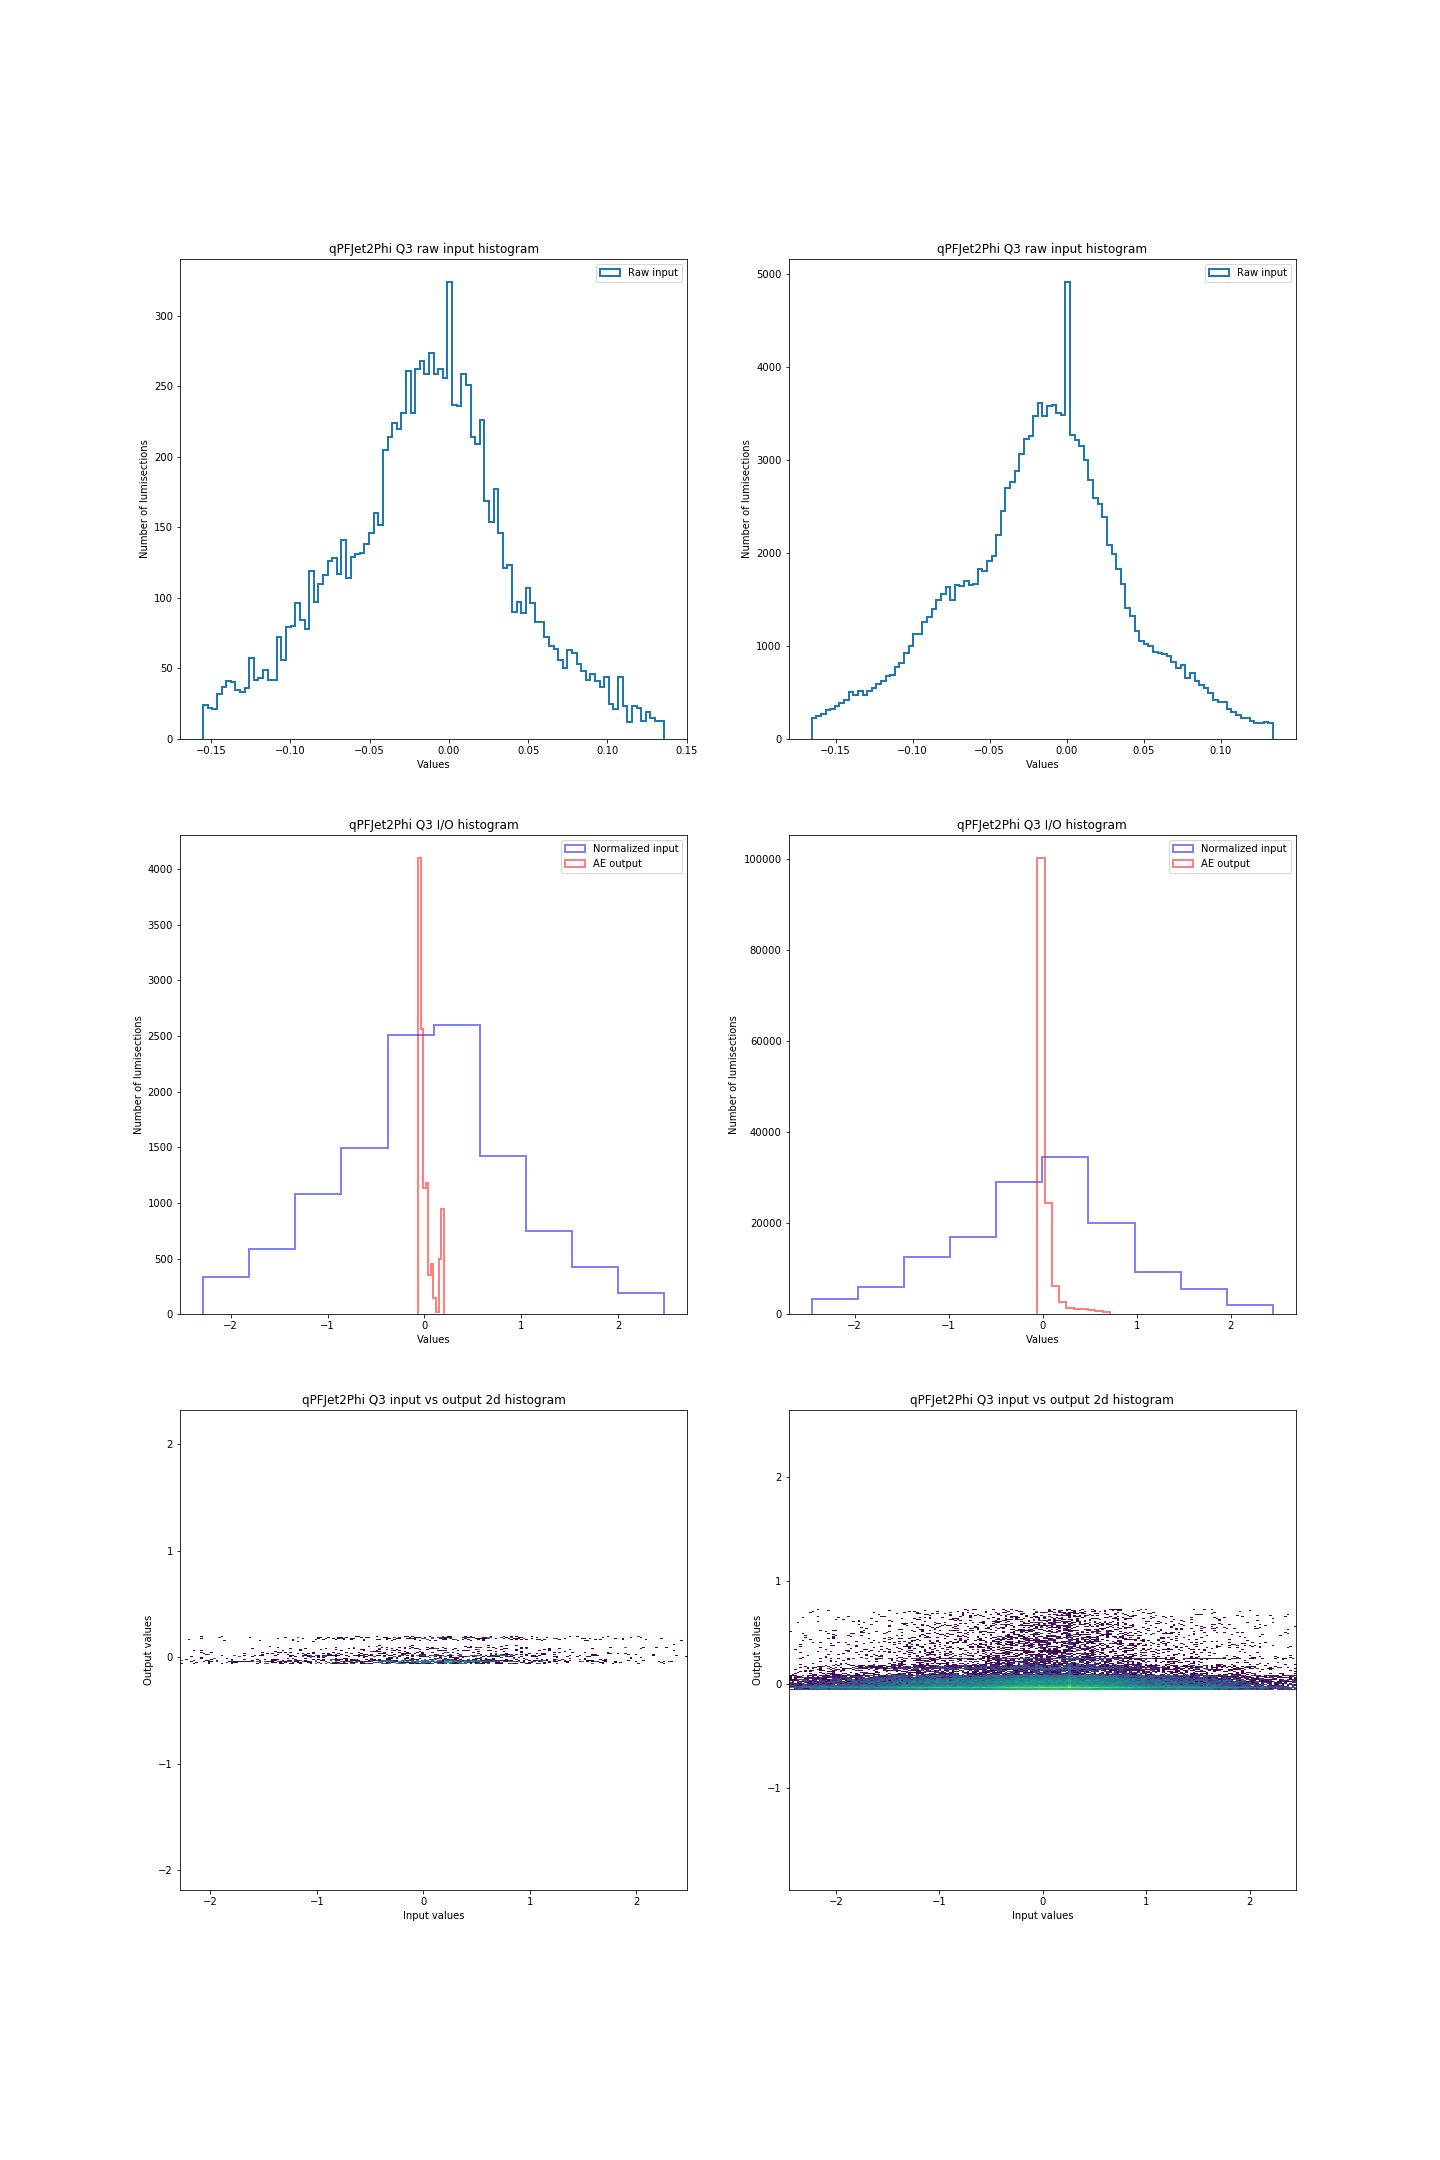 qPFJet2Phi Q3 raw input histogram
Raw input
Number of lumisections
300
250
200
150
100
50
0
−0.15 −0.10 −0.05 0.00 0.05 0.10 0.15
Values
qPFJet2Phi Q3 raw input histogram
Raw input
Number of lumisections
5000
4000
3000
2000
1000
0
−0.15 −0.10 −0.05 0.00 0.05 0.10
Values
qPFJet2Phi Q3 I/O histogram
Normalized input
AE output
Number of lumisections
4000
3500
3000
2500
2000
1500
1000
500
0
−2 −1 0 1 2
Values
qPFJet2Phi Q3 I/O histogram
Normalized input
AE output
Number of lumisections
100000
80000
60000
40000
20000
0
−2 −1 0 1 2
Values
qPFJet2Phi Q3 input vs output 2d histogram
Output values
2
1
0
−1
−2
−2 −1 0 1 2
Input values
qPFJet2Phi Q3 input vs output 2d histogram
Output values
2
1
0
−1
−2 −1 0 1 2
Input values